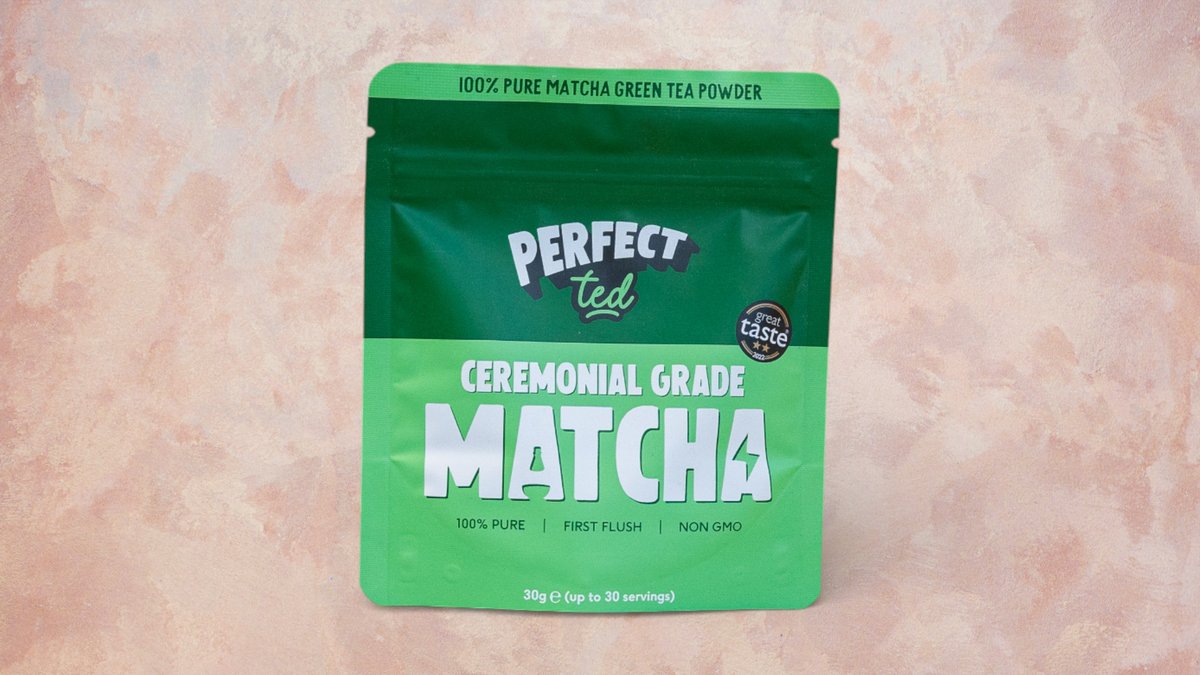 100% PURE MATCHA GREEN TEA POWDER
PERFECT
ted
great
taste
2022
CEREMONIAL GRADE
MATCHA
100% PURE | FIRST FLUSH | NON GMO
30g ℮ (up to 30 servings)